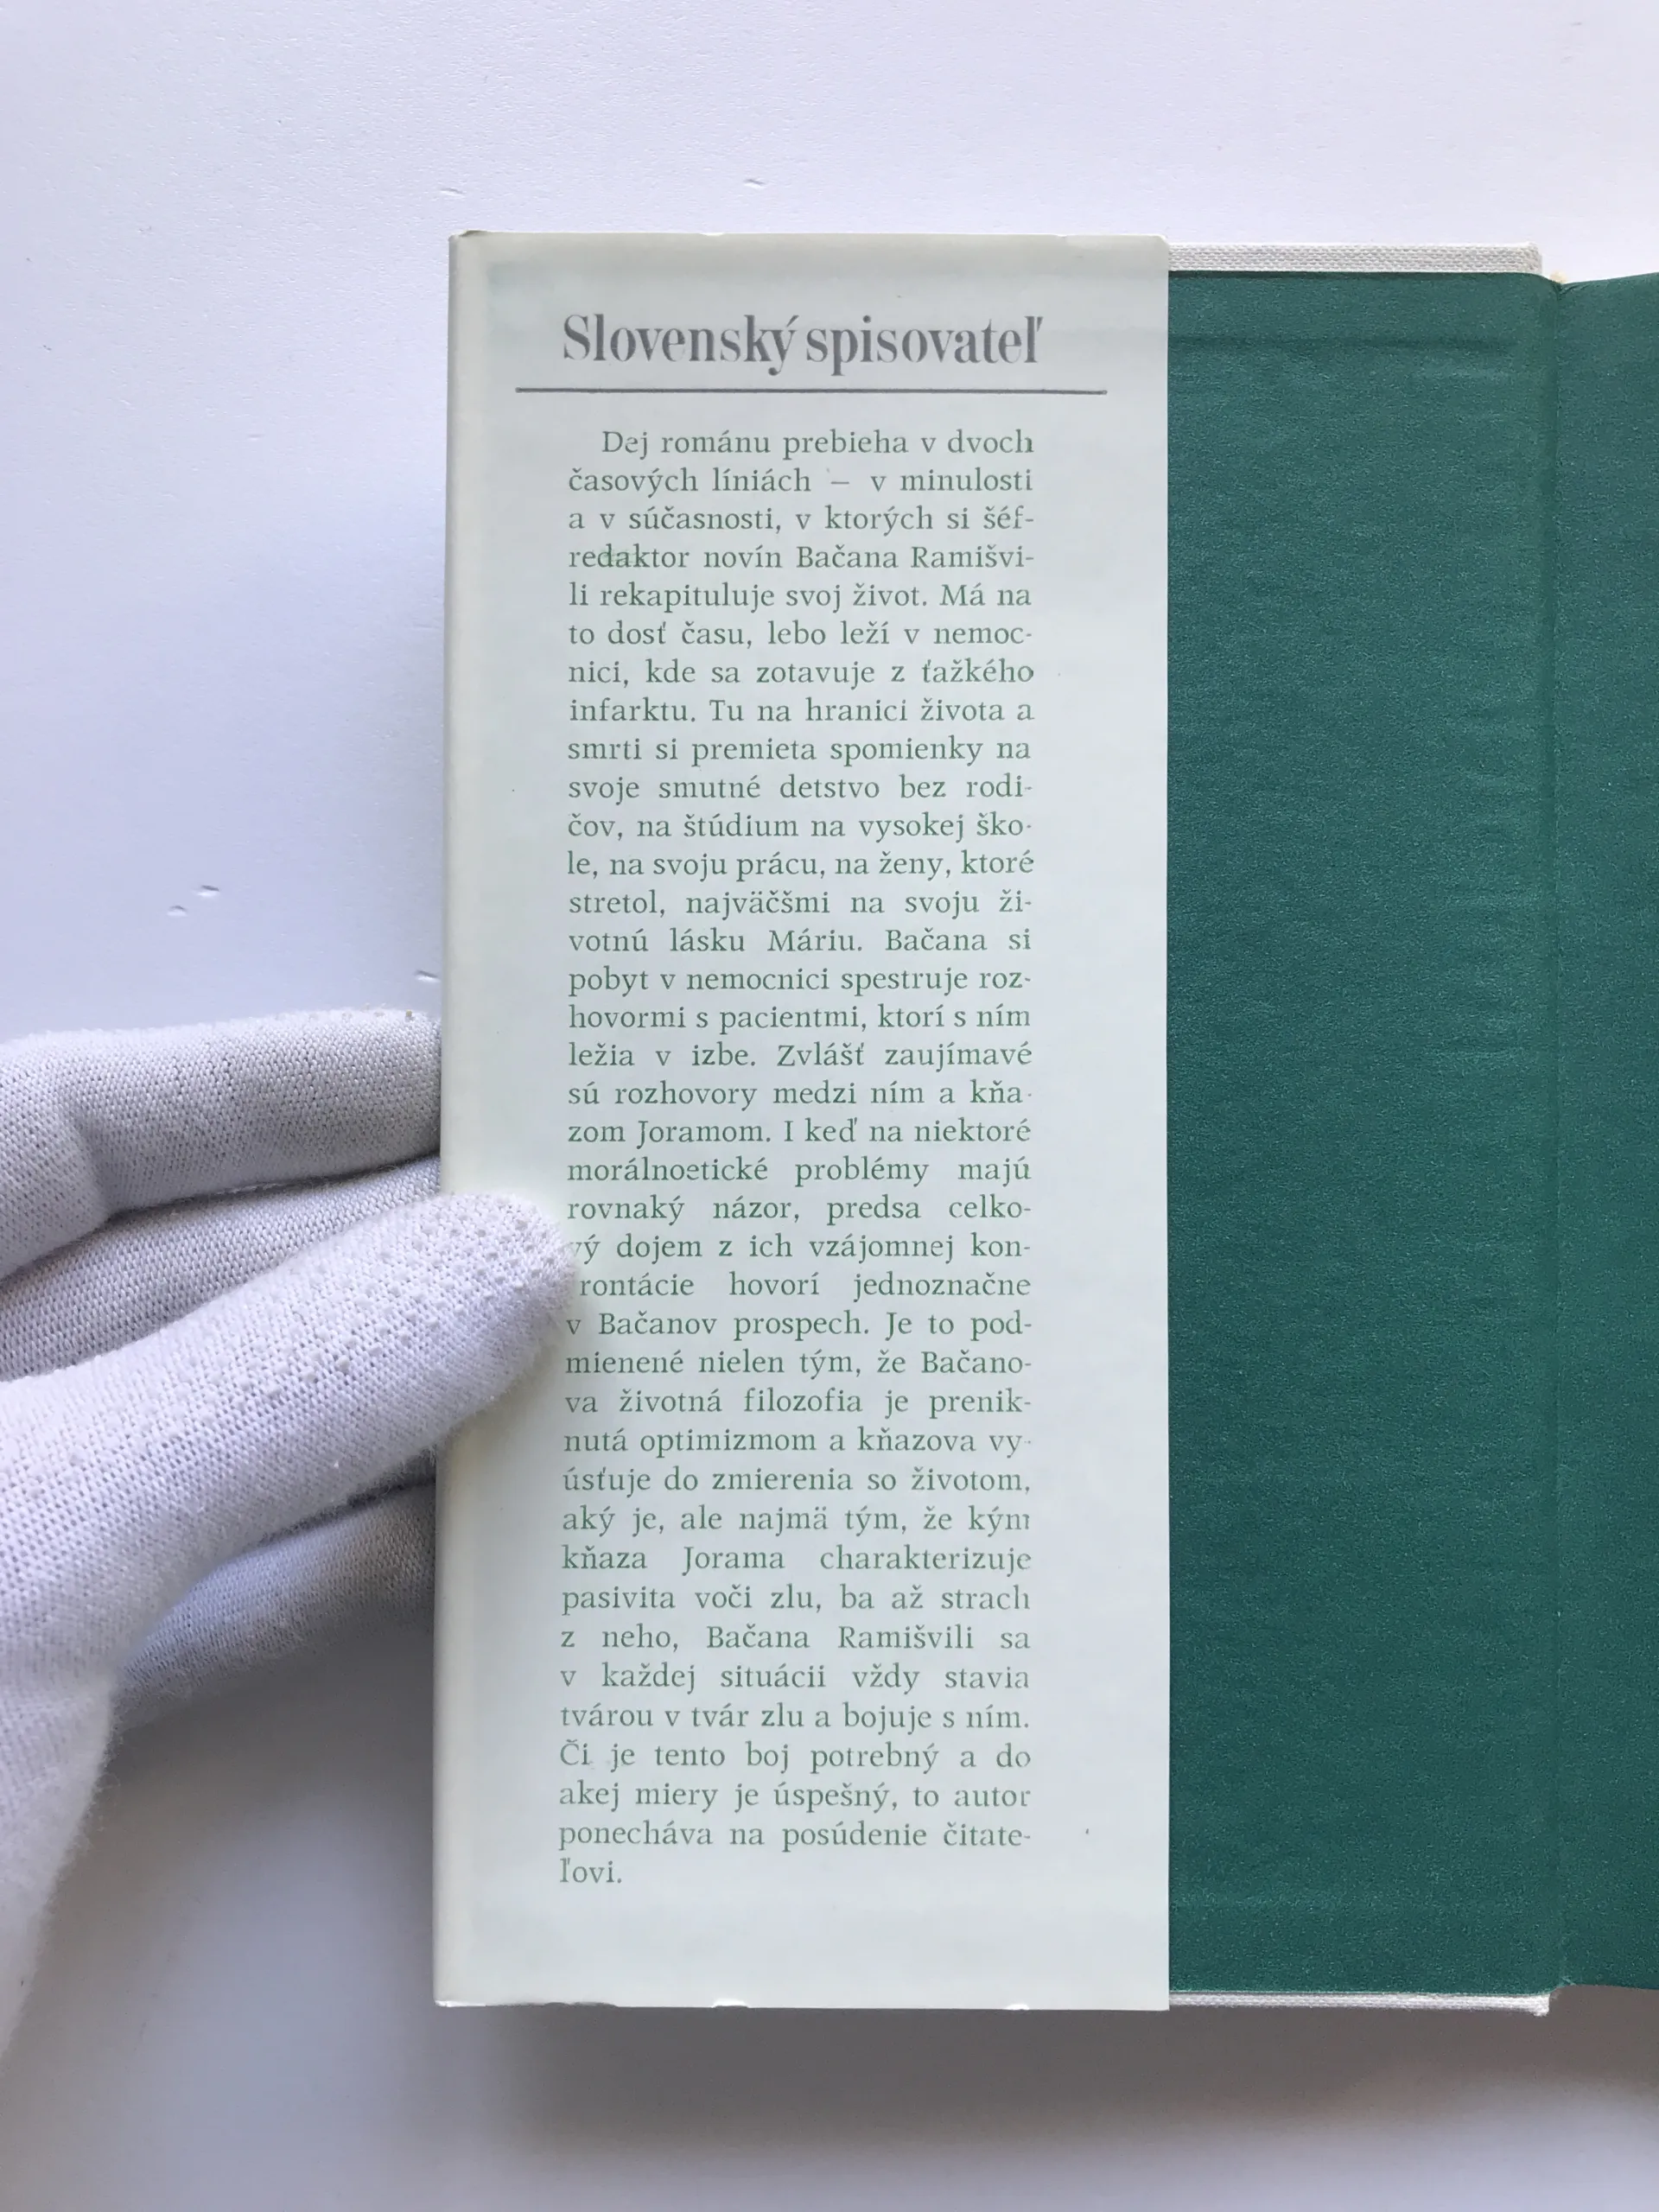 Slovenský spisovateľ
Dej románu prebieha v dvoch
časových líniách – v minulosti
a v súčasnosti, v ktorých si šéf-
redaktor novín Bačana Ramišvi-
li rekapituluje svoj život. Má na
to dosť času, lebo leží v nemoc-
nici, kde sa zotavuje z ťažkého
infarktu. Tu na hranici života a
smrti si premieta spomienky na
svoje smutné detstvo bez rodi-
čov, na štúdium na vysokej ško-
le, na svoju prácu, na ženy, ktoré
stretol, najväčšmi na svoju ži-
votnú lásku Máriu. Bačana si
pobyt v nemocnici spestruje roz-
hovormi s pacientmi, ktorí s ním
ležia v izbe. Zvlášť zaujímavé
sú rozhovory medzi ním a kňa-
zom Joramom. I keď na niektoré
morálnoetické problémy majú
rovnaký názor, predsa celko-
vý dojem z ich vzájomnej kon-
rontácie hovorí jednoznačne
v Bačanov prospech. Je to pod-
mienené nielen tým, že Bačano-
va životná filozofia je prenik-
nutá optimizmom a kňazova vy-
úsťuje do zmierenia so životom,
aký je, ale najmä tým, že kým
kňaza Jorama charakterizuje
pasivita voči zlu, ba až strach
z neho, Bačana Ramišvili sa
v každej situácii vždy stavia
tvárou v tvár zlu a bojuje s ním.
Či je tento boj potrebný a do
akej miery je úspešný, to autor
ponecháva na posúdenie čitate-
ľovi.